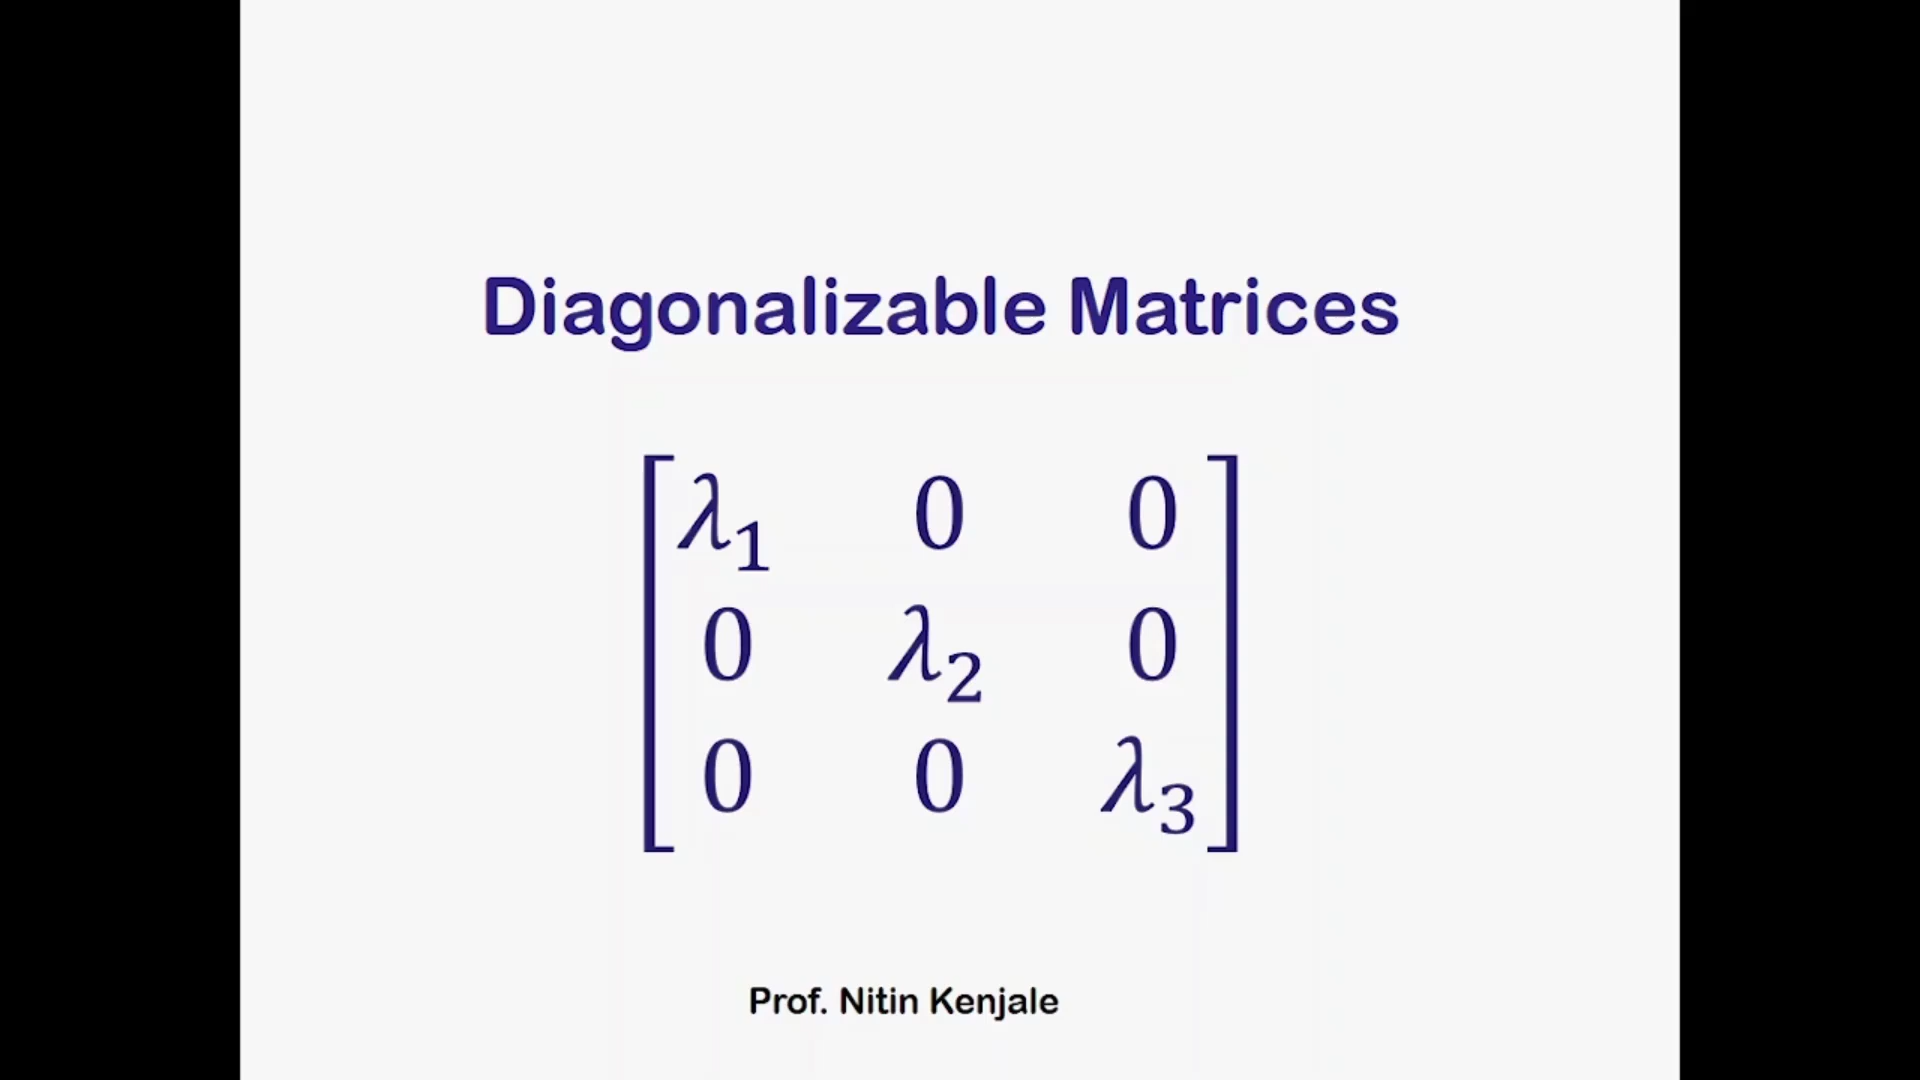 Diagonalizable Matrices
λ₁ 0 0
0 λ₂ 0
0 0 λ₃
Prof. Nitin Kenjale